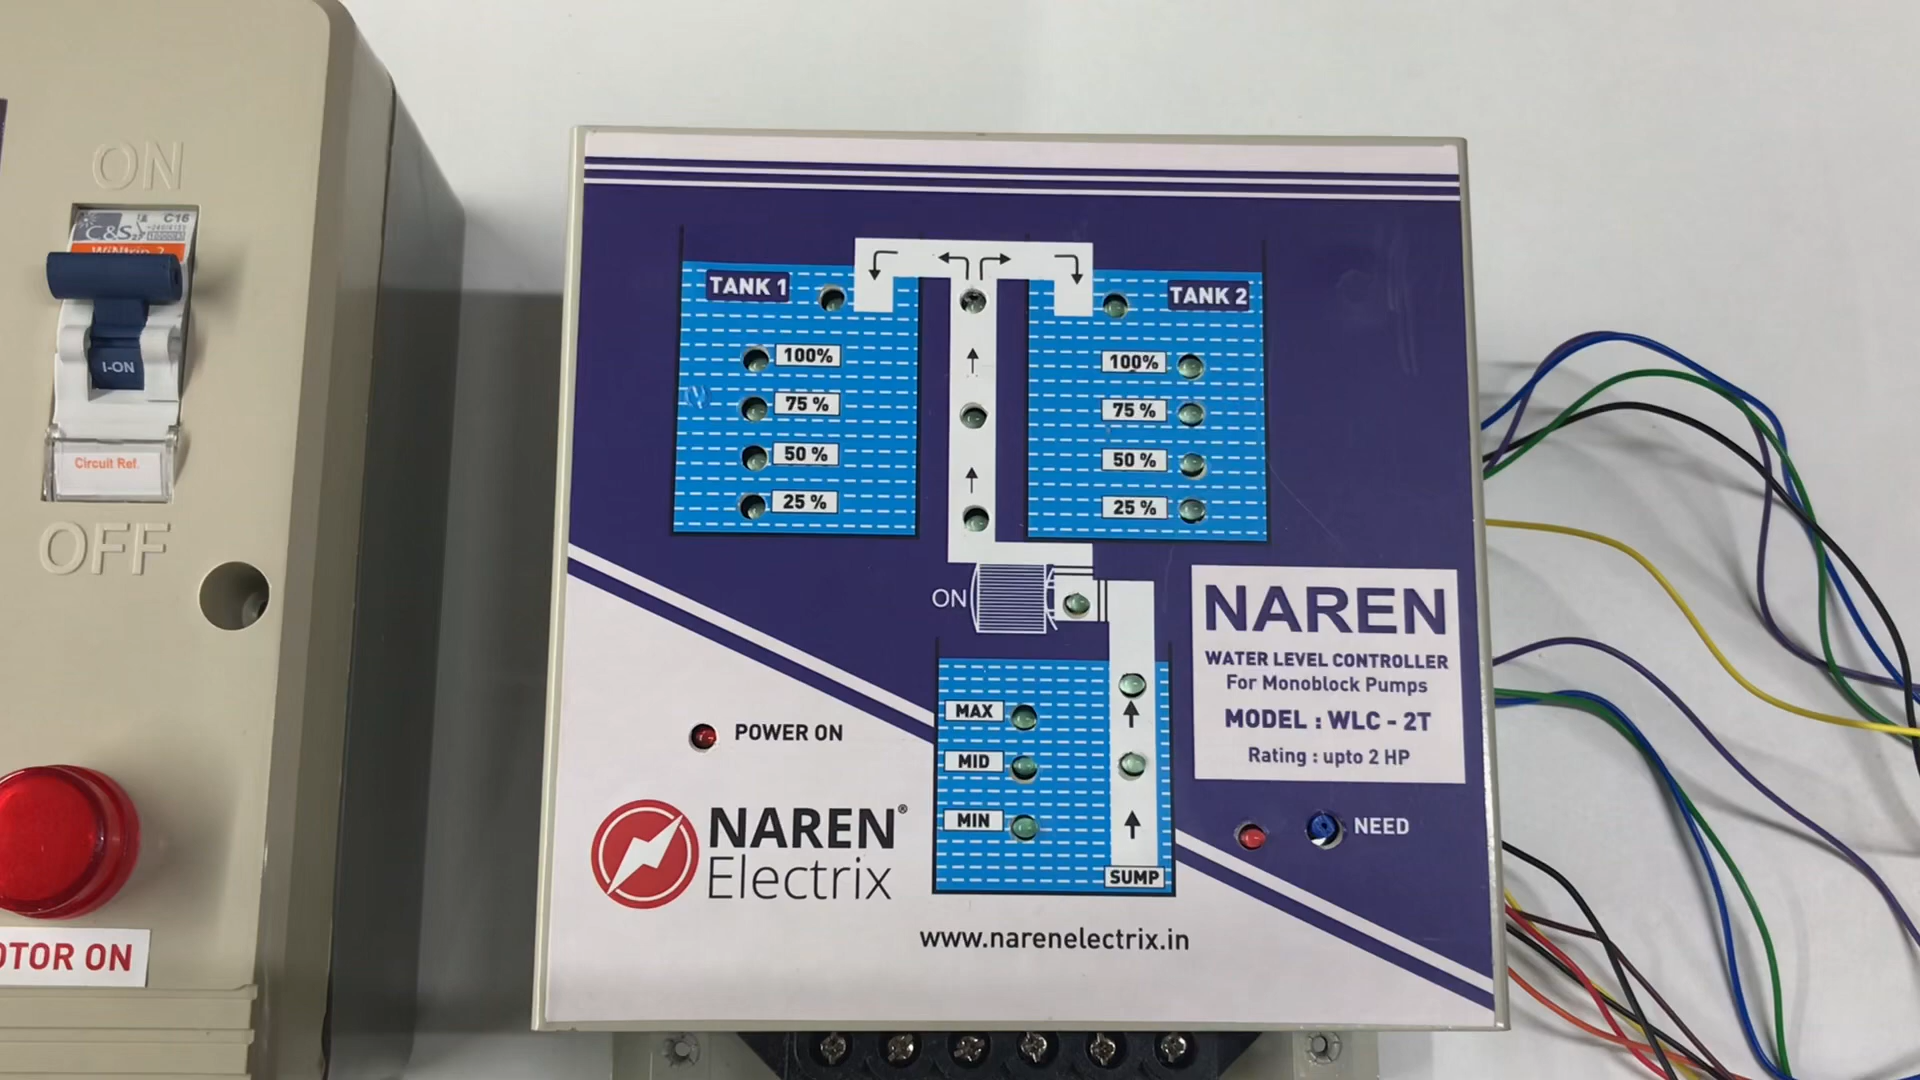 ON
C16
C&S
WiNtrip 2
I-ON
Circuit Ref.
OFF
OTOR ON
TANK 1
100%
75 %
50 %
25 %
TANK 2
100%
75 %
50 %
25 %
ON
MAX
MID
MIN
SUMP
POWER ON
NAREN®
Electrix
www.narenelectrix.in
NAREN
WATER LEVEL CONTROLLER
For Monoblock Pumps
MODEL : WLC - 2T
Rating : upto 2 HP
NEED